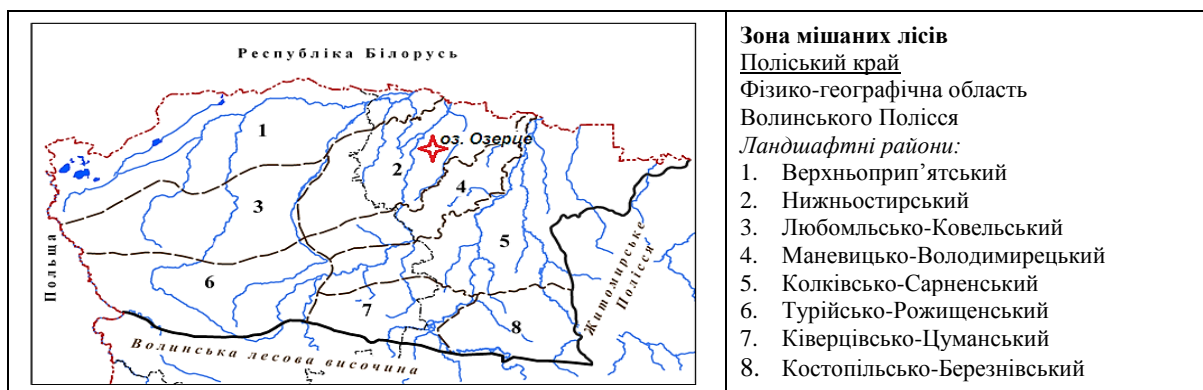 Республіка Білорусь
1
оз. Озерце
2
4
3
5
Польща
6
7
8
Житомирське
Полісся
Волинська лесова височина
Зона мішаних лісів
Поліський край
Фізико-географічна область
Волинського Полісся
Ландшафтні райони:
1. Верхньоприп’ятський
2. Нижньостирський
3. Любомльсько-Ковельський
4. Маневицько-Володимирецький
5. Колківсько-Сарненський
6. Турійсько-Рожищенський
7. Ківерцівсько-Цуманський
8. Костопільсько-Березнівський